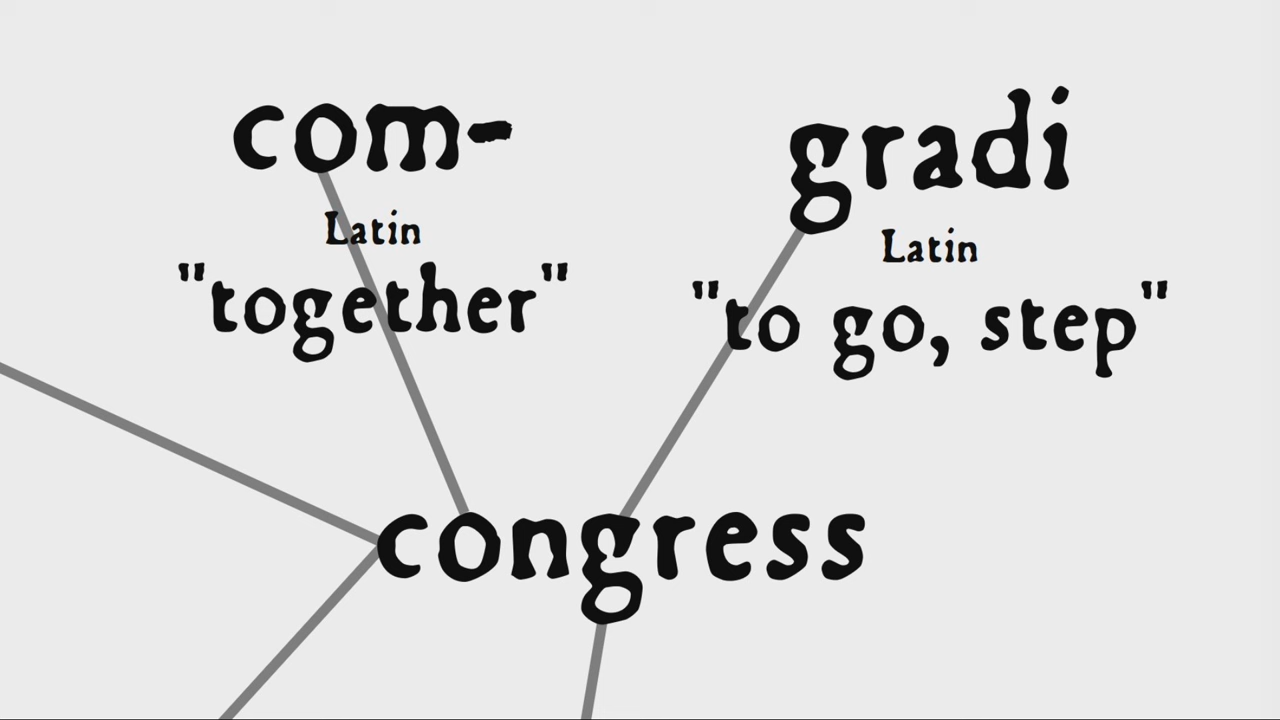 com-
Latin
"together"
gradi
Latin
"to go, step"
congress